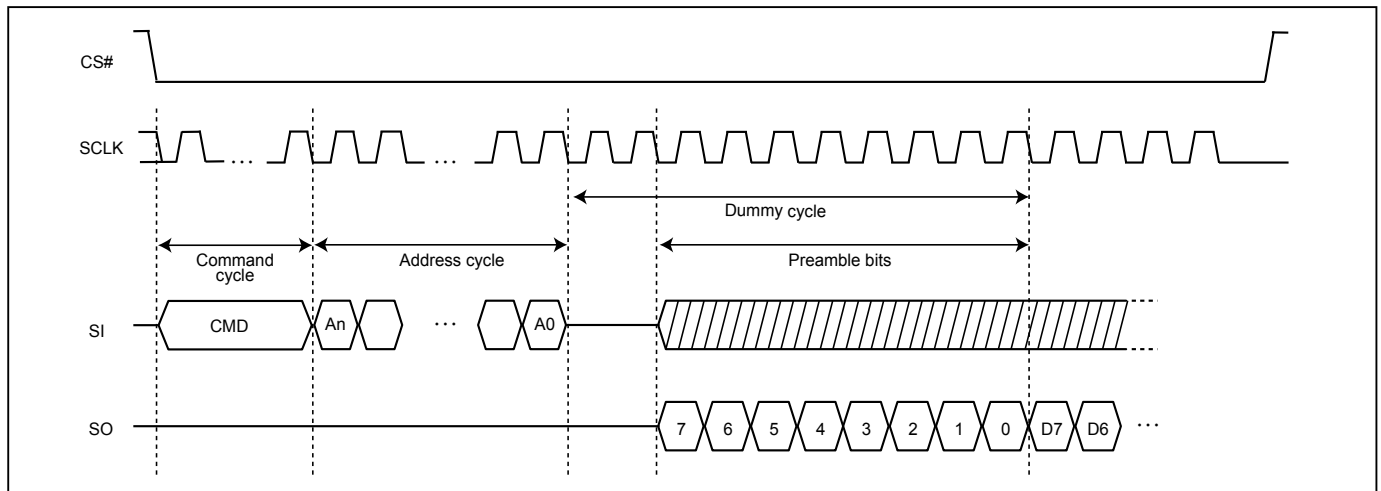 CS#
SCLK
...
...
Dummy cycle
Command
cycle
Address cycle
Preamble bits
SI
CMD
An
...
A0
SO
7 6 5 4 3 2 1 0 D7 D6 ...